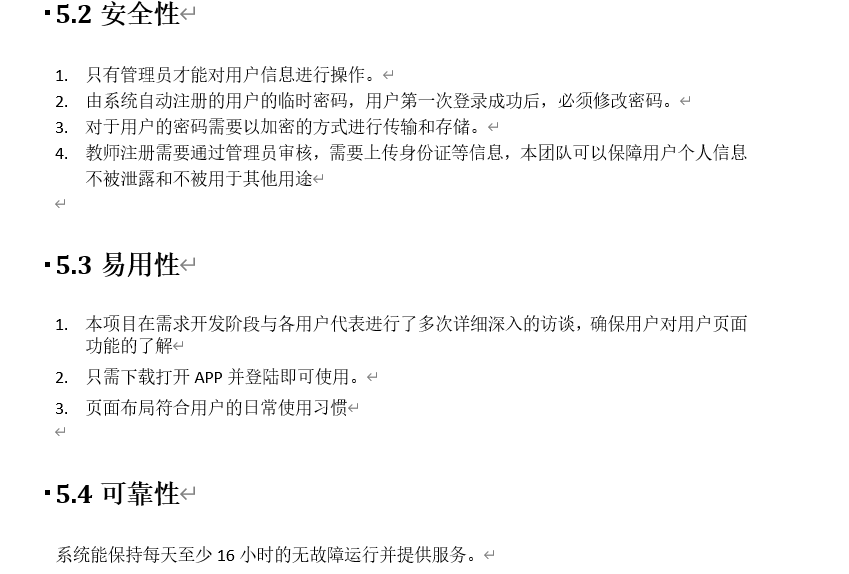 5.2 安全性
1. 只有管理员才能对用户信息进行操作。
2. 由系统自动注册的用户的临时密码，用户第一次登录成功后，必须修改密码。
3. 对于用户的密码需要以加密的方式进行传输和存储。
4. 教师注册需要通过管理员审核，需要上传身份证等信息，本团队可以保障用户个人信息
不被泄露和不被用于其他用途
5.3 易用性
1. 本项目在需求开发阶段与各用户代表进行了多次详细深入的访谈，确保用户对用户页面
功能的了解
2. 只需下载打开 APP 并登陆即可使用。
3. 页面布局符合用户的日常使用习惯
5.4 可靠性
系统能保持每天至少 16 小时的无故障运行并提供服务。